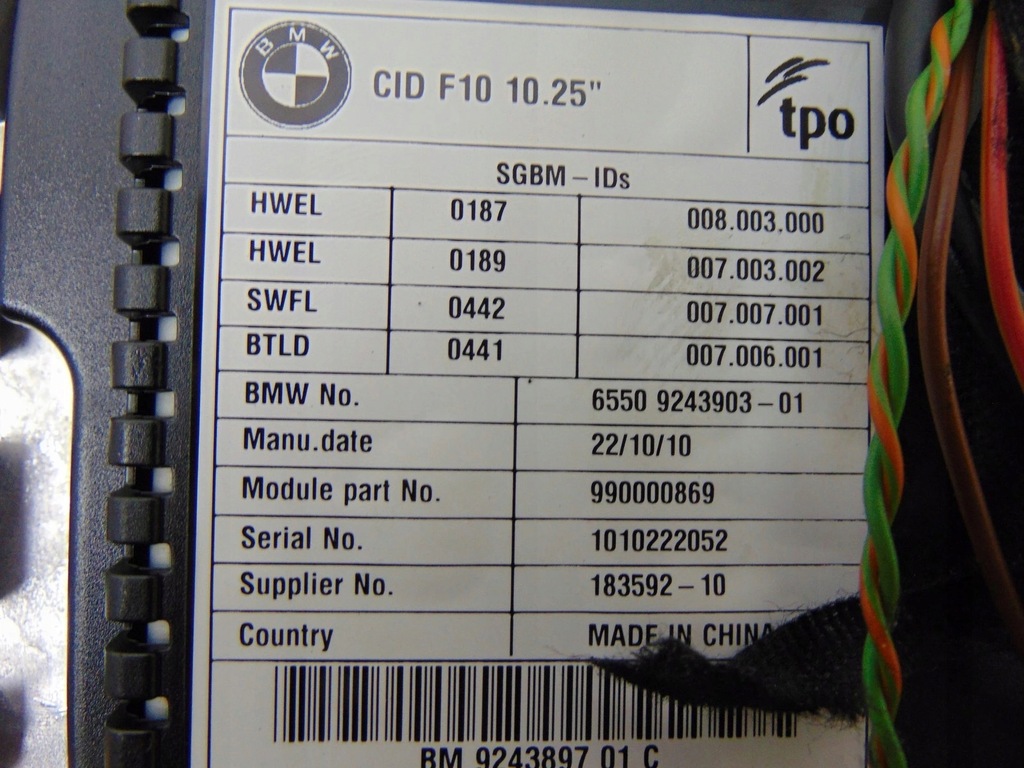 BMW
CID F10 10.25"
tpo
SGBM – IDs
HWEL 0187 008.003.000
HWEL 0189 007.003.002
SWFL 0442 007.007.001
BTLD 0441 007.006.001
BMW No. 6550 9243903 – 01
Manu.date 22/10/10
Module part No. 990000869
Serial No. 1010222052
Supplier No. 183592 – 10
Country MADE IN CHINA
BM 9243897 01 C